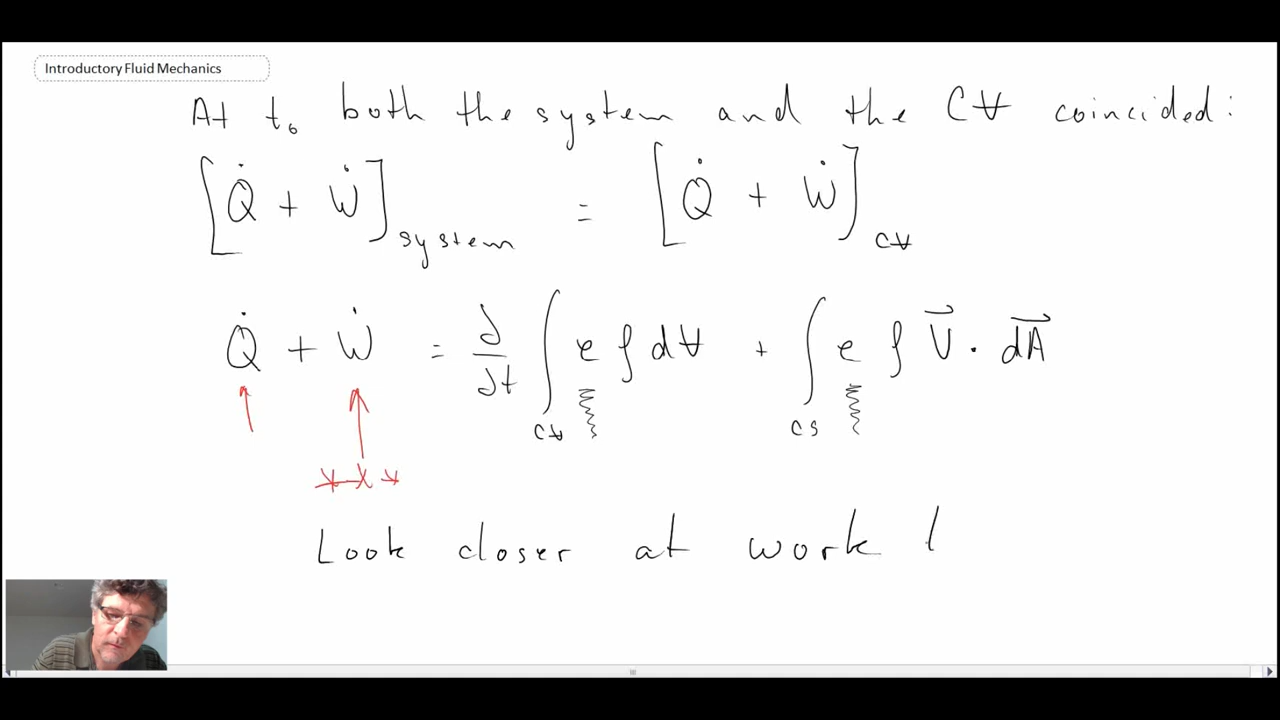 Introductory Fluid Mechanics
At t₀ both the system and the C∀ coincided:
[Q̇ + Ẇ]system = [Q̇ + Ẇ]c∀
Q̇ + Ẇ = ∂/∂t ∫c∀ e ρ d∀ + ∫cs e ρ V⃗ · dA⃗
Look closer at work